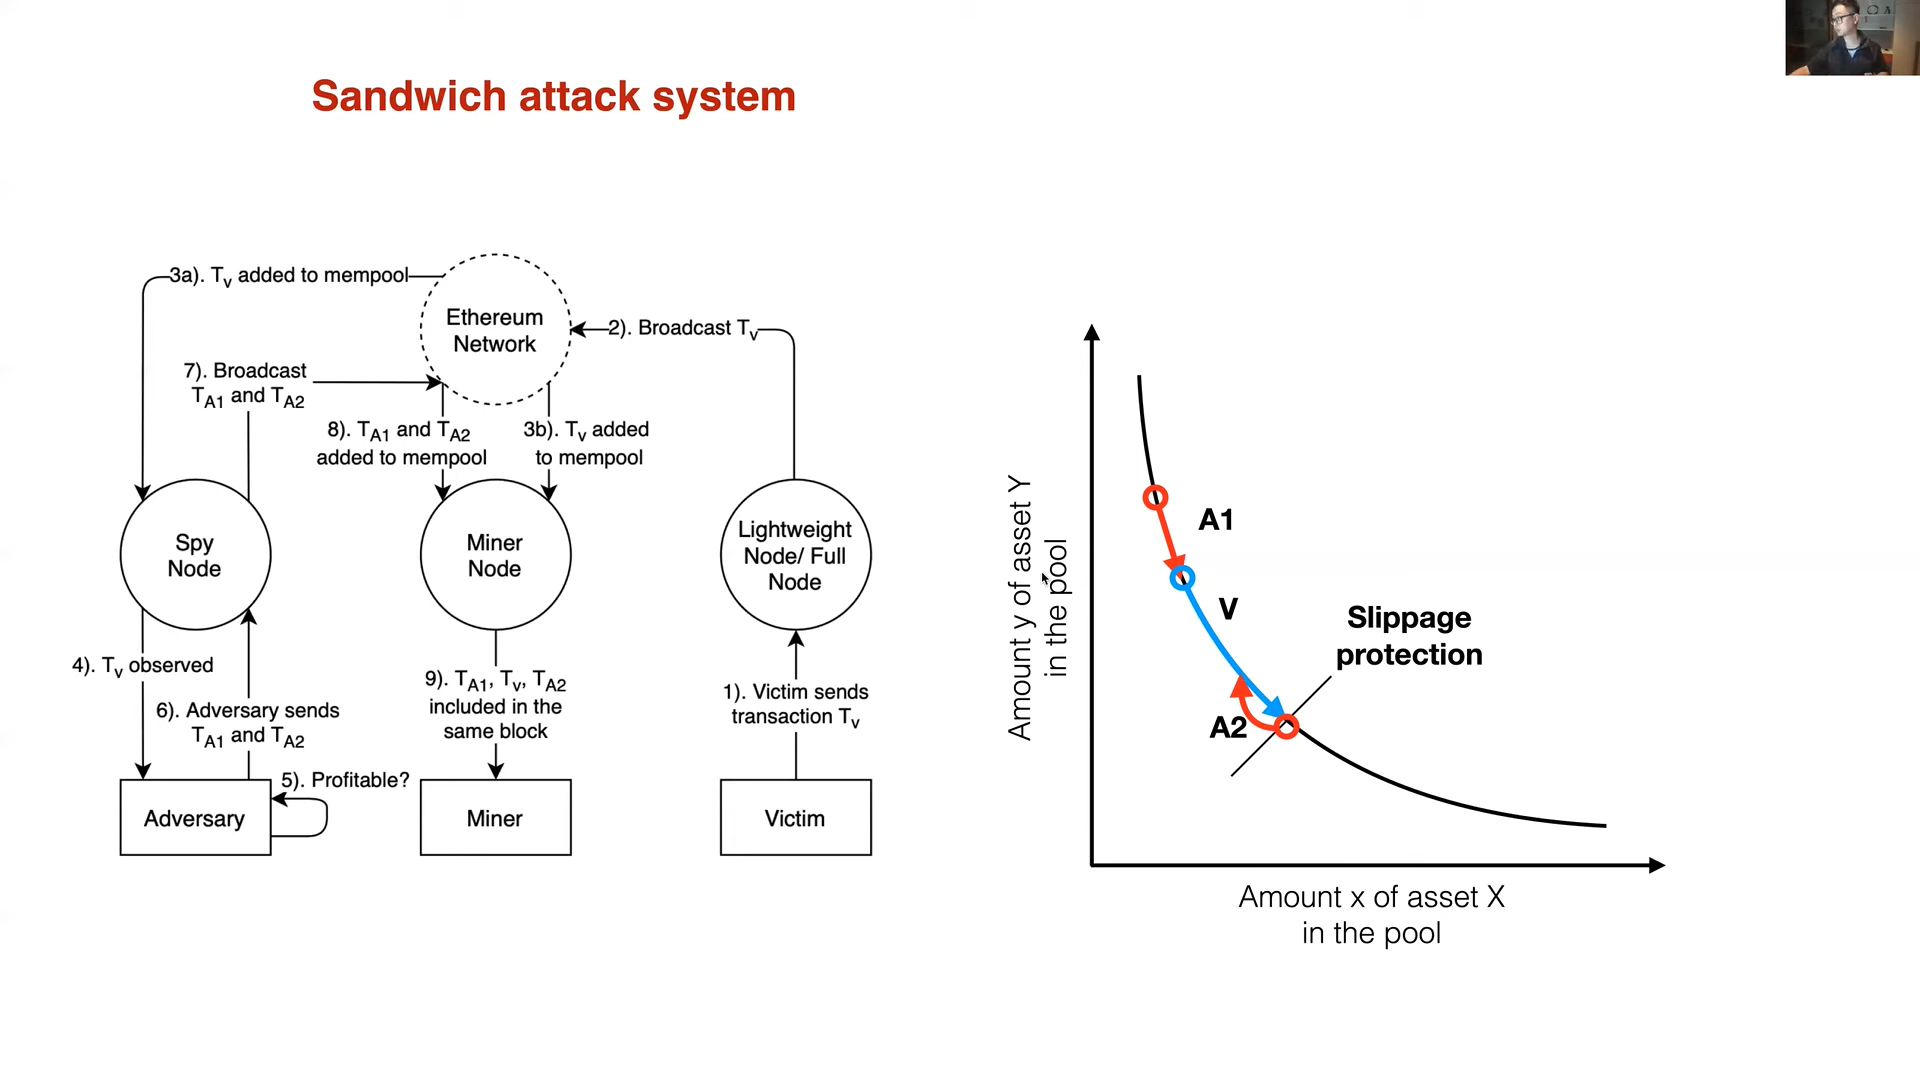 Sandwich attack system
3a). Tv added to mempool
Ethereum
Network
2). Broadcast Tv
7). Broadcast
TA1 and TA2
8). TA1 and TA2
added to mempool
3b). Tv added
to mempool
Spy
Node
Miner
Node
Lightweight
Node/ Full
Node
4). Tv observed
6). Adversary sends
TA1 and TA2
5). Profitable?
9). TA1, Tv, TA2
included in the
same block
1). Victim sends
transaction Tv
Adversary
Miner
Victim
Amount y of asset Y
in the pool
A1
V
Slippage
protection
A2
Amount x of asset X
in the pool